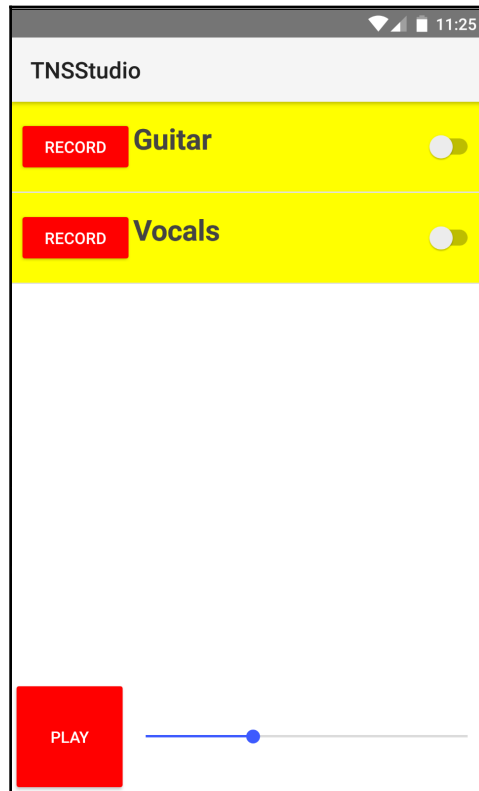 11:25
TNSStudio
RECORD Guitar
RECORD Vocals
PLAY